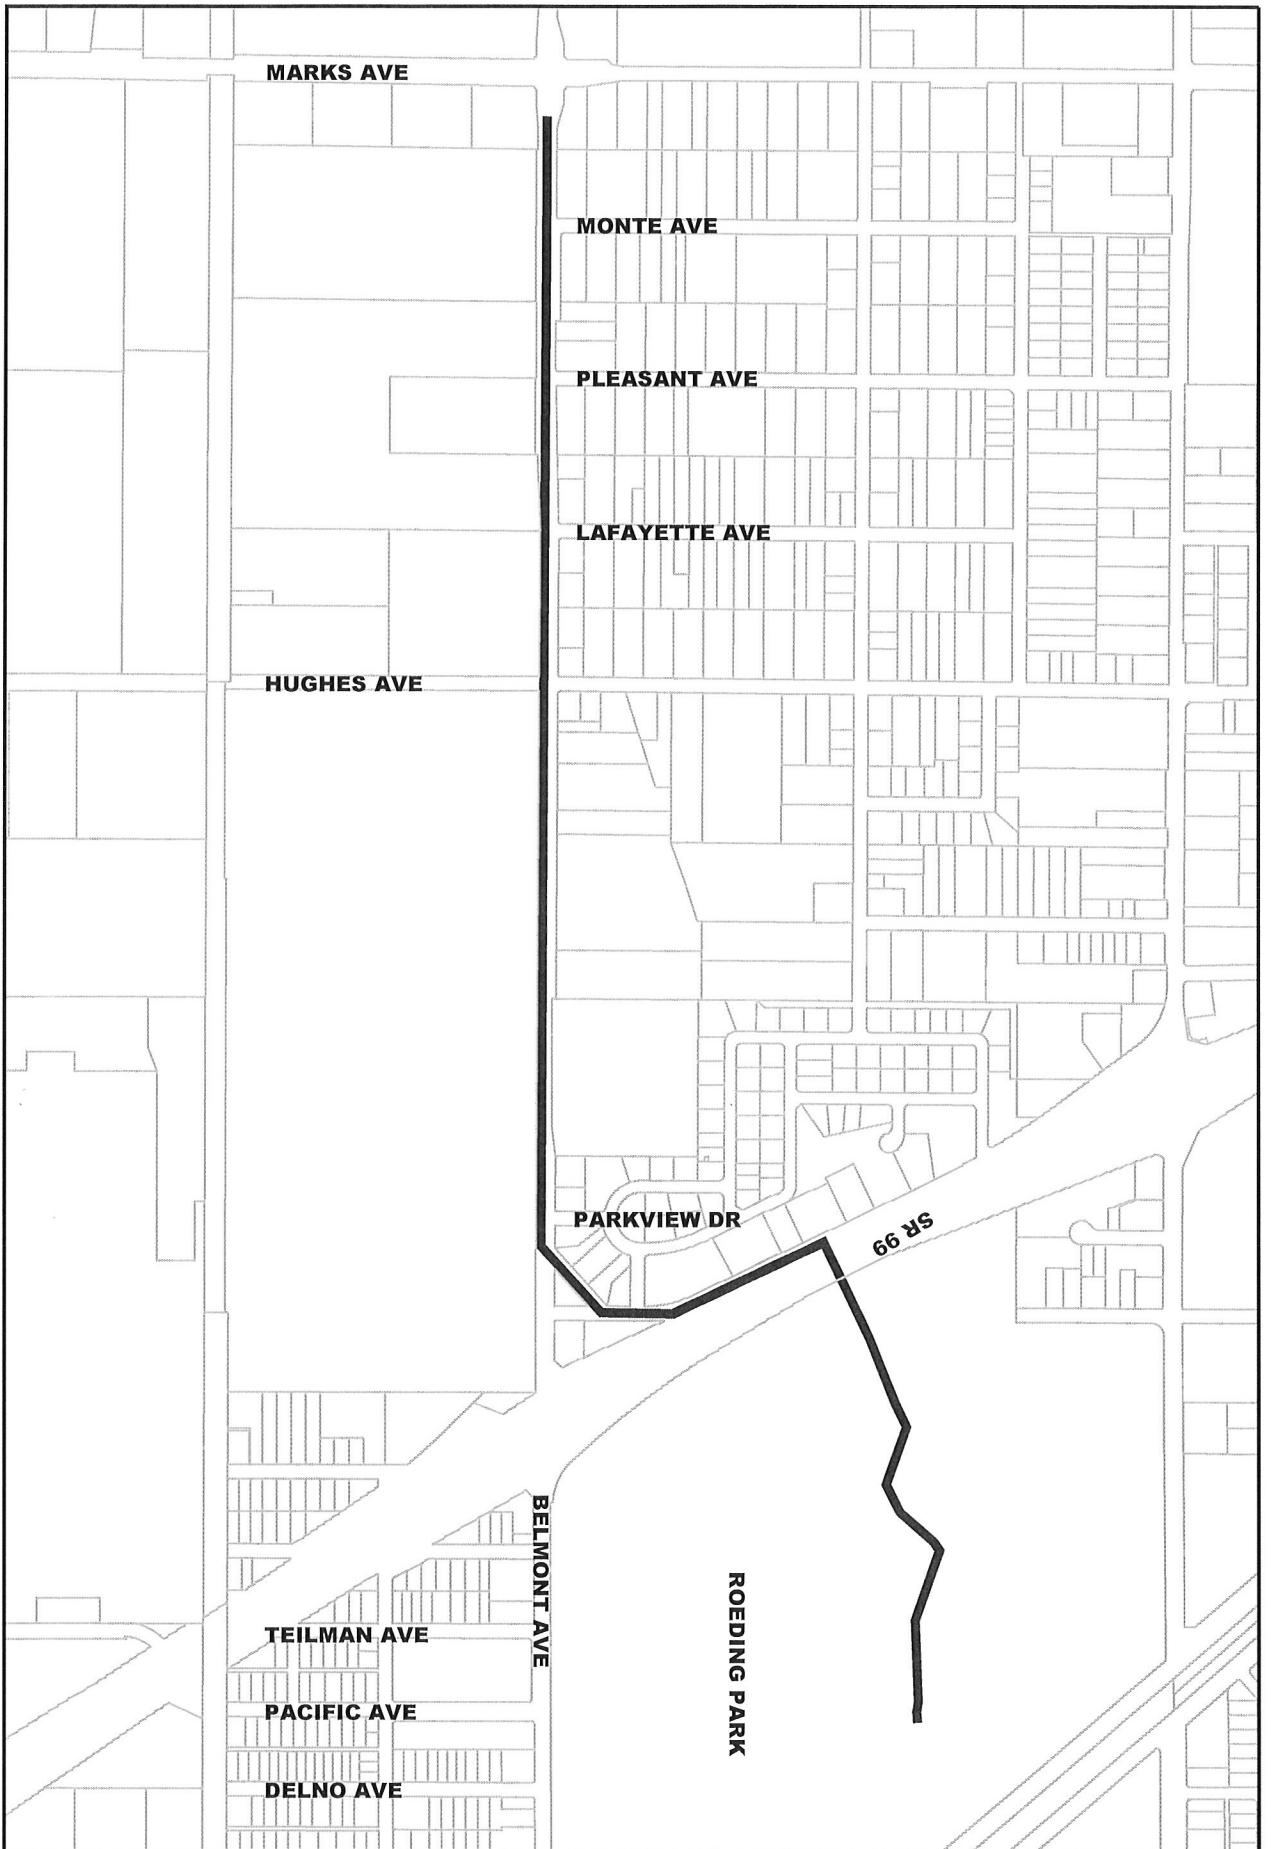 MARKS AVE
MONTE AVE
PLEASANT AVE
LAFAYETTE AVE
HUGHES AVE
PARKVIEW DR
SR 99
BELMONT AVE
ROEDING PARK
TEILMAN AVE
PACIFIC AVE
DELNO AVE